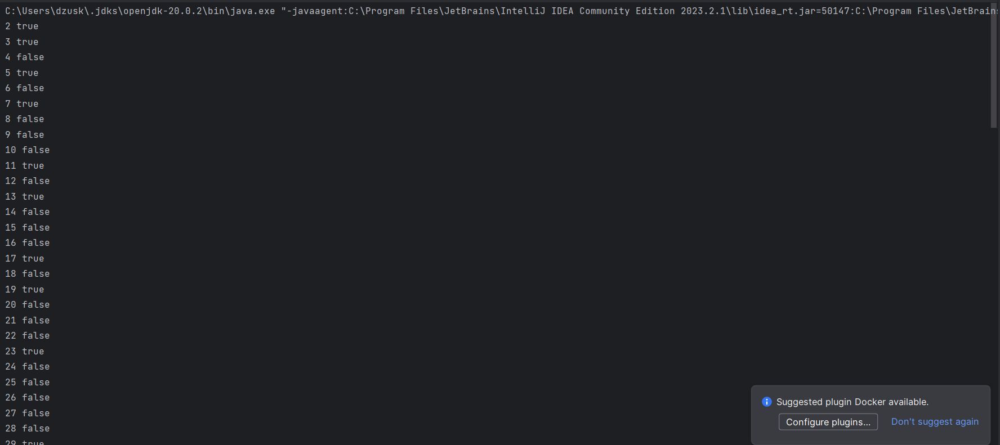 C:\Users\dzusk\.jdks\openjdk-20.0.2\bin\java.exe "-javaagent:C:\Program Files\JetBrains\IntelliJ IDEA Community Edition 2023.2.1\lib\idea_rt.jar=50147:C:\Program Files\JetBrains
2 true
3 true
4 false
5 true
6 false
7 true
8 false
9 false
10 false
11 true
12 false
13 true
14 false
15 false
16 false
17 true
18 false
19 true
20 false
21 false
22 false
23 true
24 false
25 false
26 false
27 false
28 false
29 true
Suggested plugin Docker available.
Configure plugins... Don't suggest again